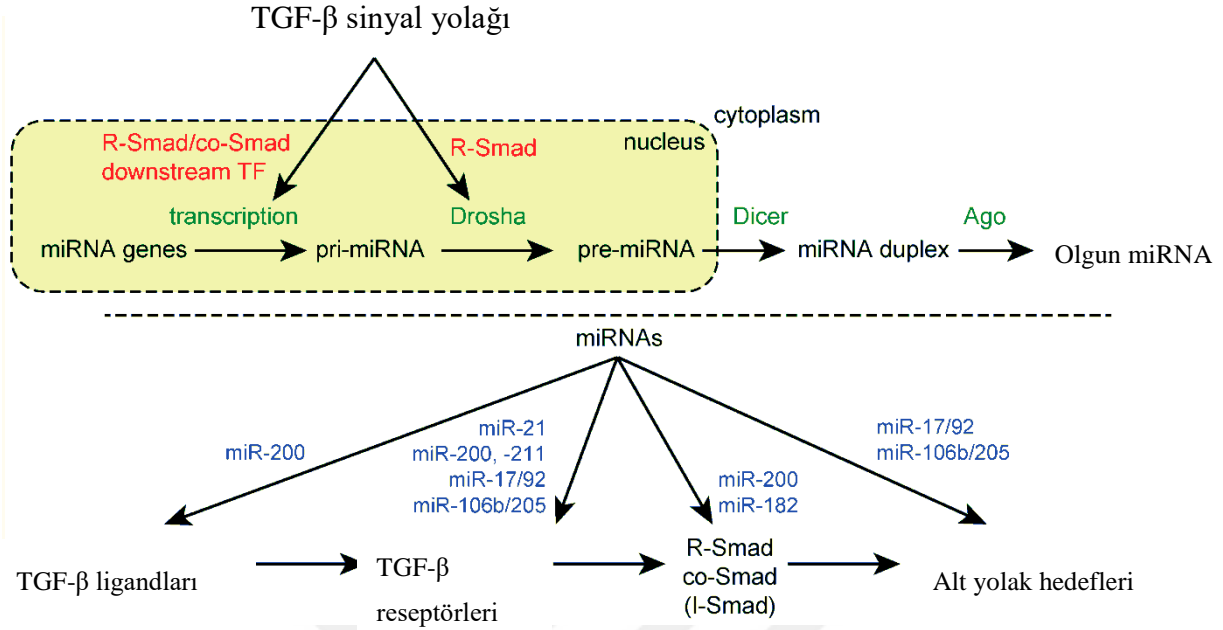 TGF-β sinyal yolağı
cytoplasm
nucleus
R-Smad/co-Smad
downstream TF
R-Smad
transcription
Drosha
Dicer
Ago
miRNA genes
pri-miRNA
pre-miRNA
miRNA duplex
Olgun miRNA
miRNAs
miR-200
miR-21
miR-200, -211
miR-17/92
miR-106b/205
miR-200
miR-182
miR-17/92
miR-106b/205
TGF-β ligandları
TGF-β
reseptörleri
R-Smad
co-Smad
(I-Smad)
Alt yolak hedefleri